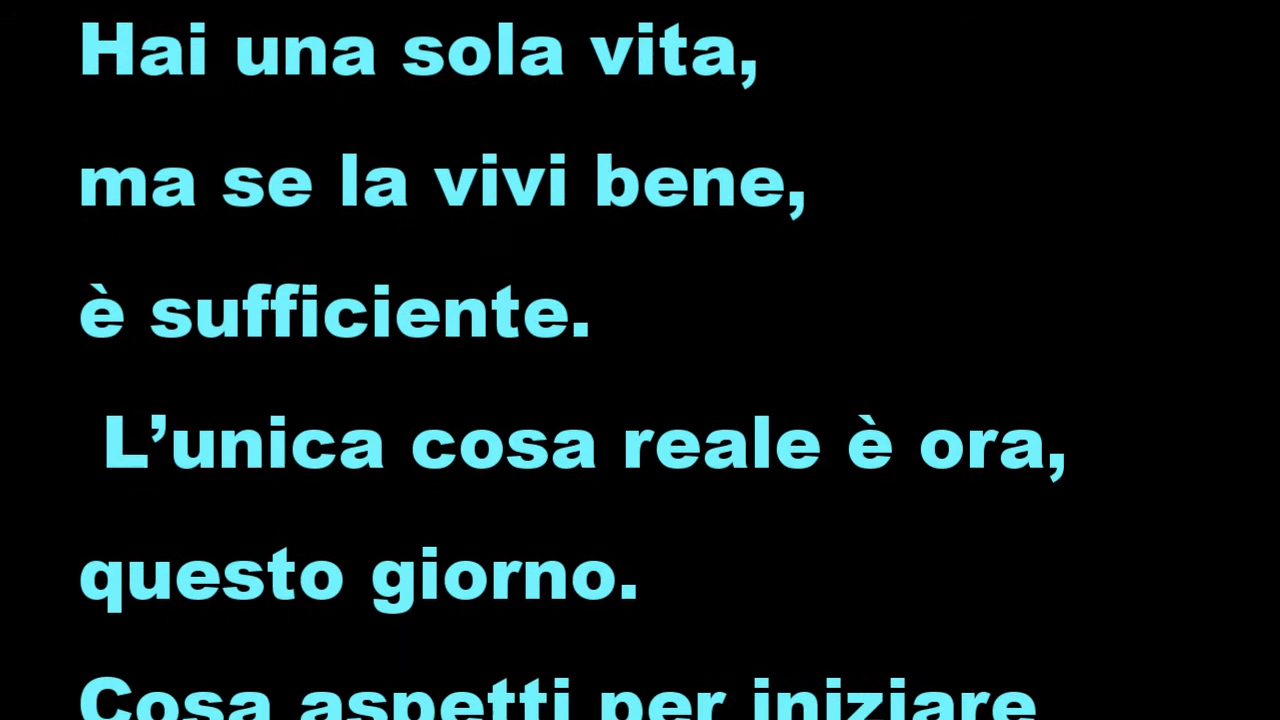 Hai una sola vita,
ma se la vivi bene,
è sufficiente.
L’unica cosa reale è ora,
questo giorno.
Cosa aspetti per iniziare